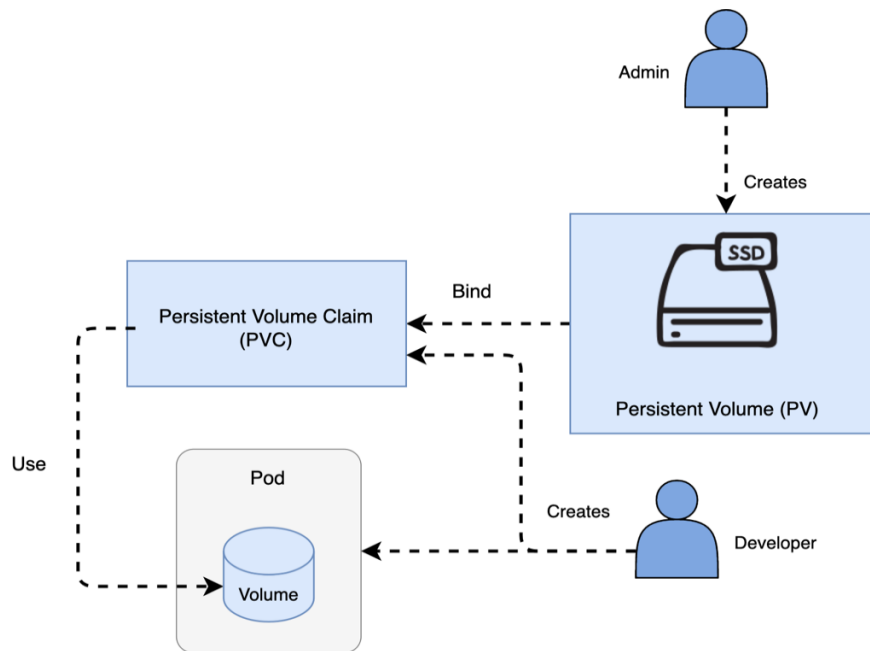 Admin
Creates
SSD
Bind
Persistent Volume Claim
(PVC)
Persistent Volume (PV)
Use
Pod
Creates
Developer
Volume